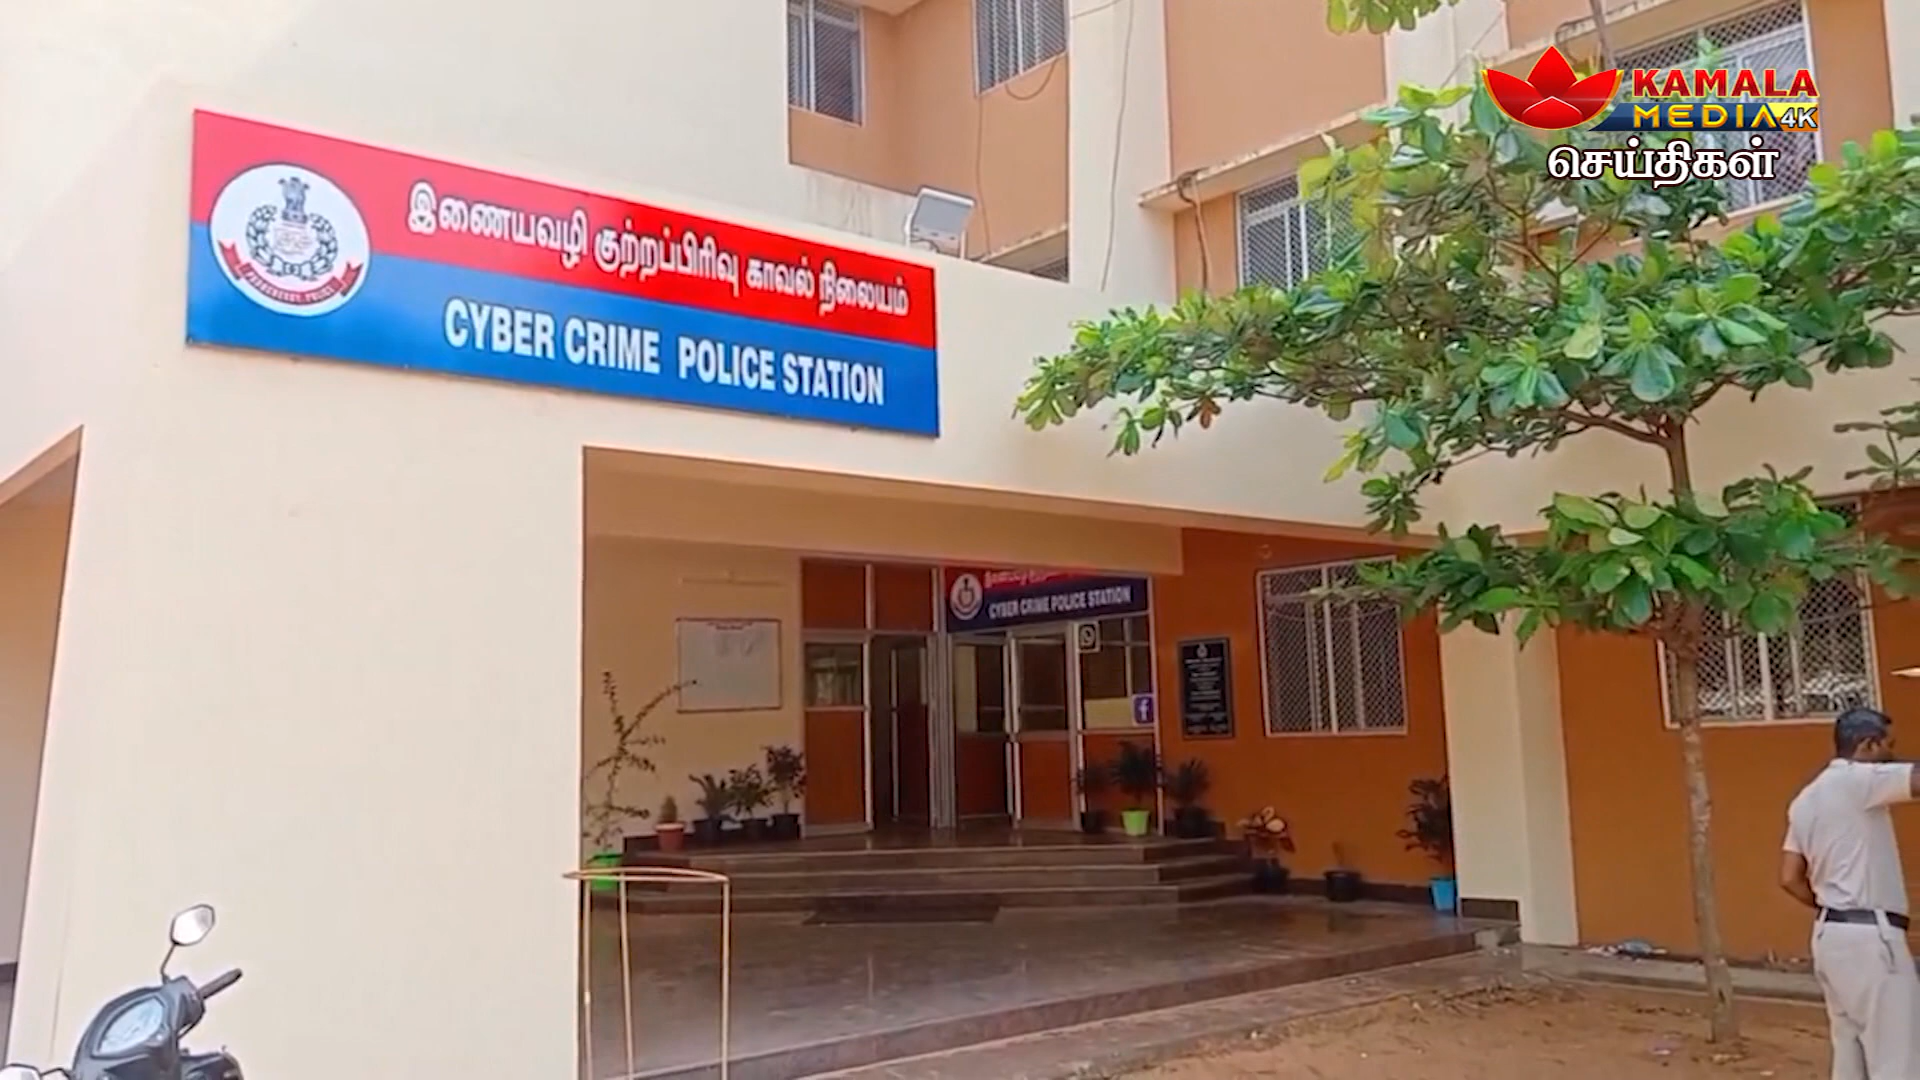 KAMALA
MEDIA 4K
செய்திகள்
இணையவழி குற்றப்பிரிவு காவல் நிலையம்
CYBER CRIME POLICE STATION
CYBER CRIME POLICE STATION